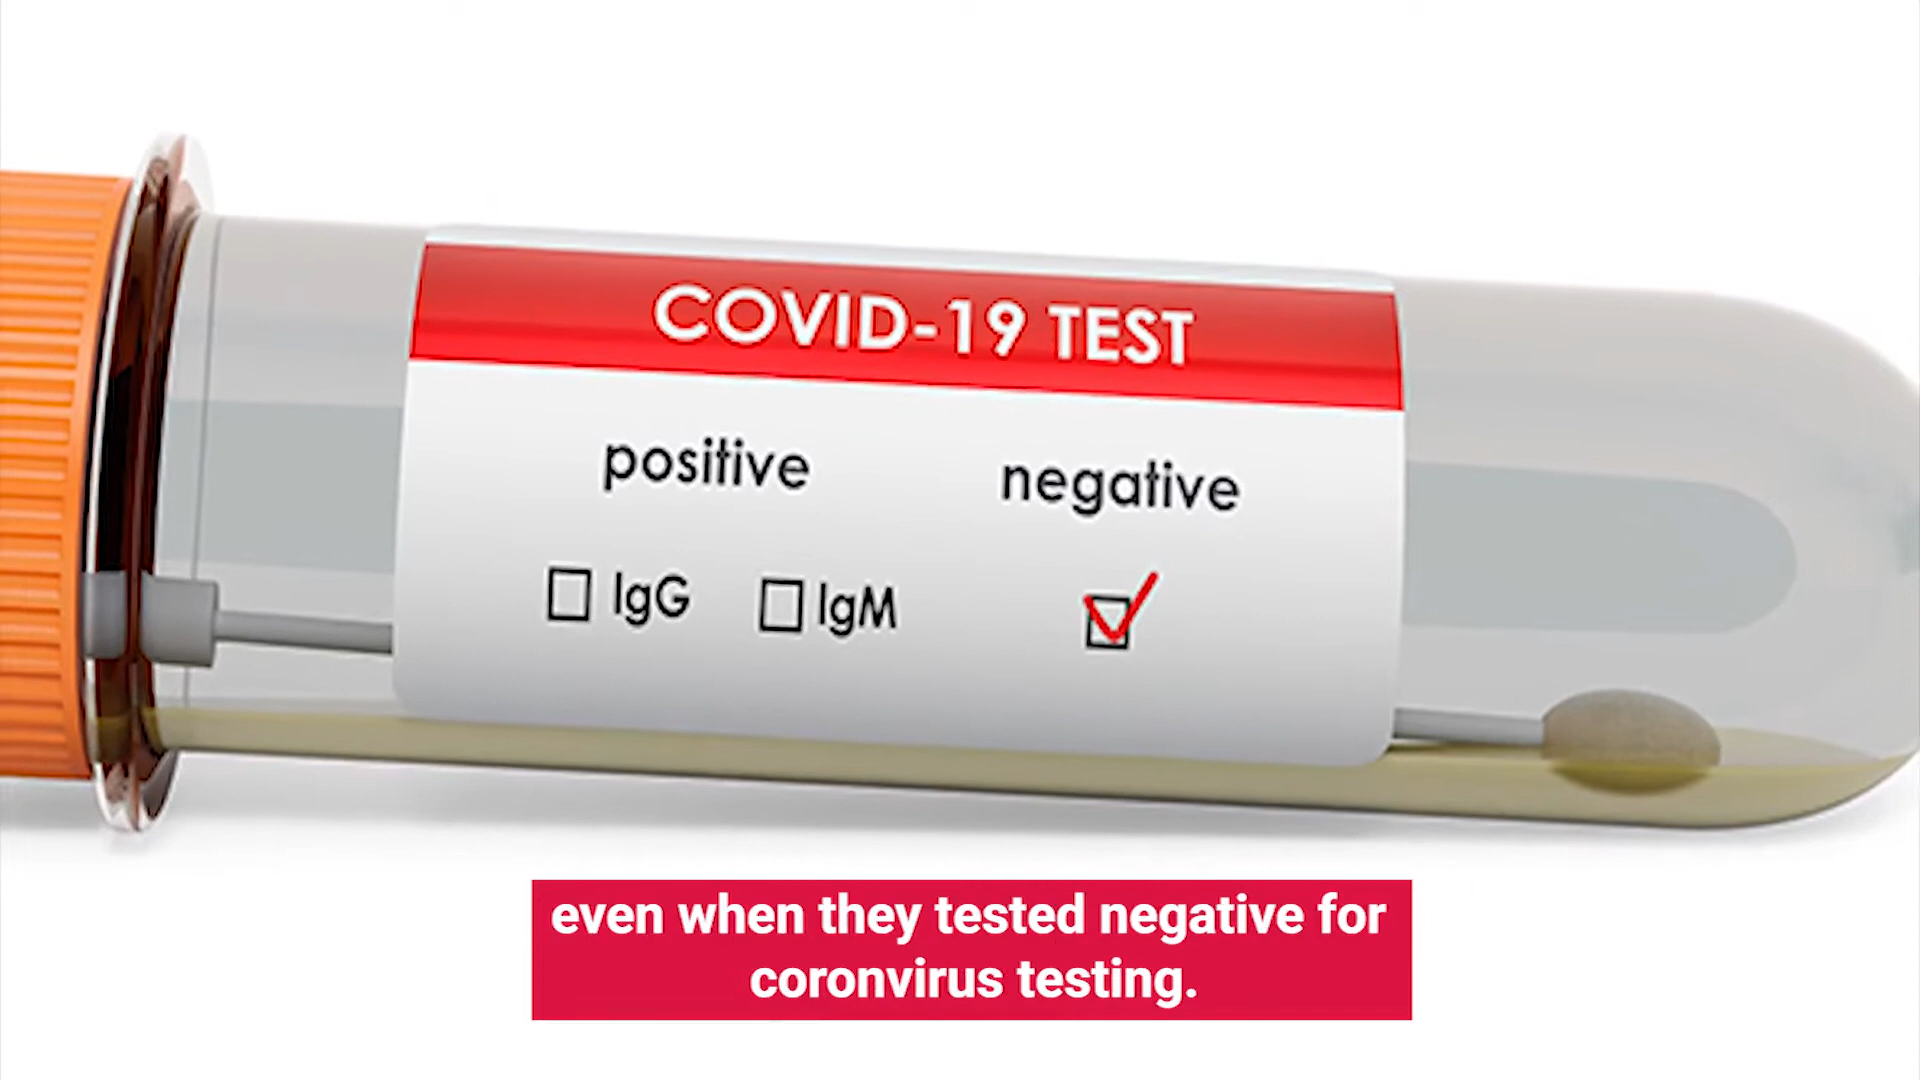 COVID-19 TEST
positive negative
IgG IgM
even when they tested negative for
coronvirus testing.